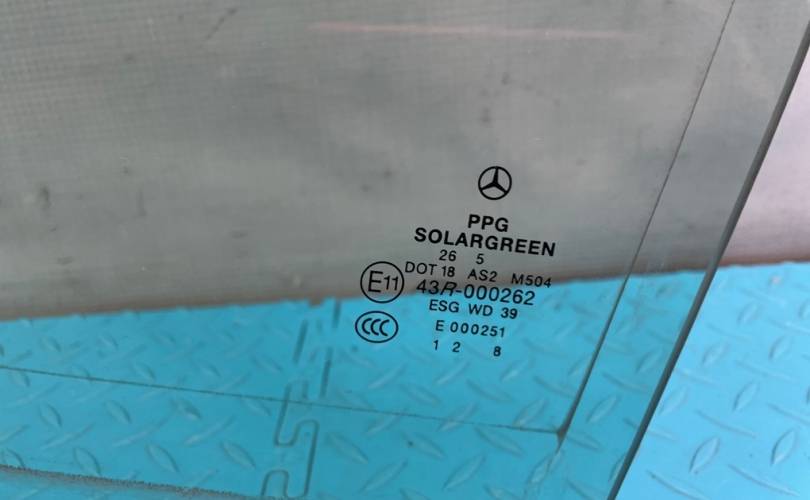 PPG
SOLARGREEN
26 5
DOT 18 AS2 M504
E11 43R-000262
ESG WD 39
CCC E 000251
1 2 8